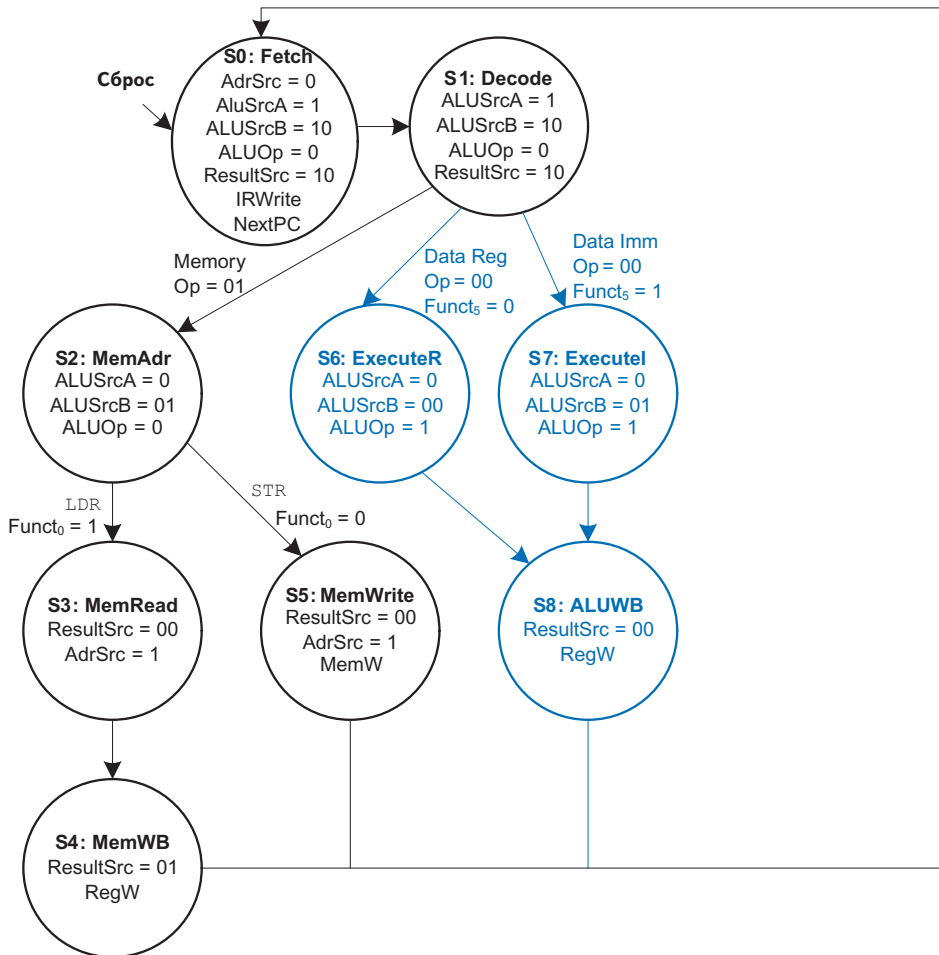 Сброс
S0: Fetch
AdrSrc = 0
AluSrcA = 1
ALUSrcB = 10
ALUOp = 0
ResultSrc = 10
IRWrite
NextPC
S1: Decode
ALUSrcA = 1
ALUSrcB = 10
ALUOp = 0
ResultSrc = 10
Memory
Op = 01
Data Reg
Op = 00
Funct₅ = 0
Data Imm
Op = 00
Funct₅ = 1
S2: MemAdr
ALUSrcA = 0
ALUSrcB = 01
ALUOp = 0
S6: ExecuteR
ALUSrcA = 0
ALUSrcB = 00
ALUOp = 1
S7: ExecuteI
ALUSrcA = 0
ALUSrcB = 01
ALUOp = 1
LDR
Funct₀ = 1
STR
Funct₀ = 0
S3: MemRead
ResultSrc = 00
AdrSrc = 1
S5: MemWrite
ResultSrc = 00
AdrSrc = 1
MemW
S8: ALUWB
ResultSrc = 00
RegW
S4: MemWB
ResultSrc = 01
RegW